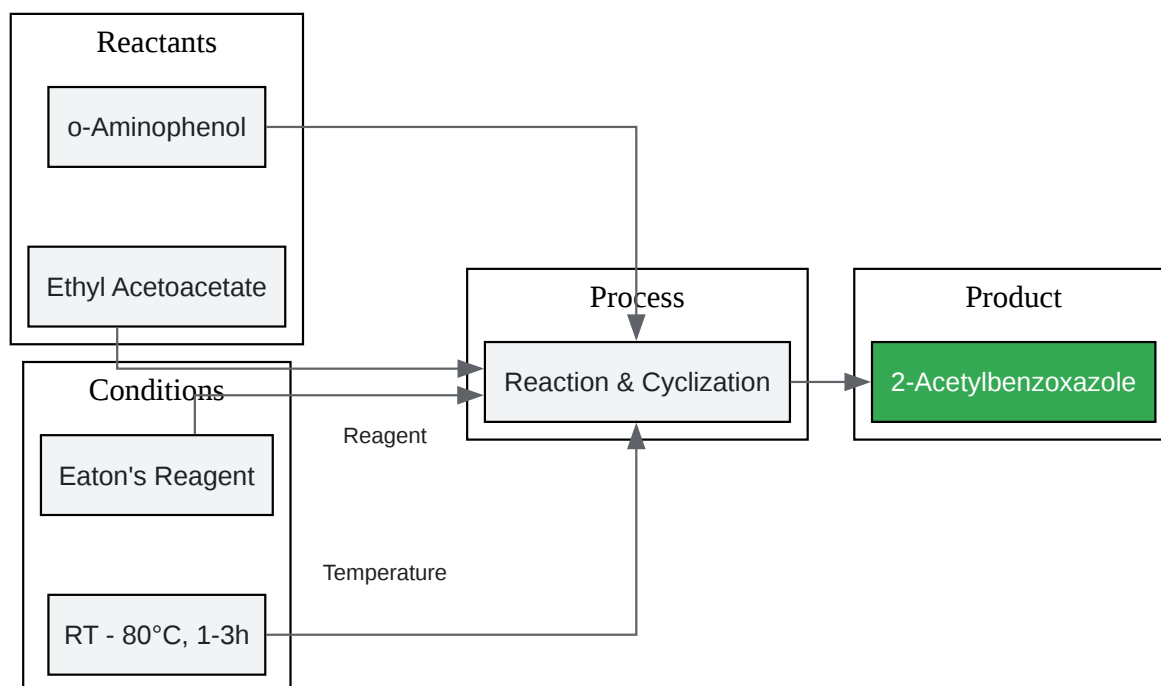 Reactants
o-Aminophenol
Ethyl Acetoacetate
Conditions
Eaton's Reagent
RT - 80°C, 1-3h
Reagent
Temperature
Process
Reaction & Cyclization
Product
2-Acetylbenzoxazole